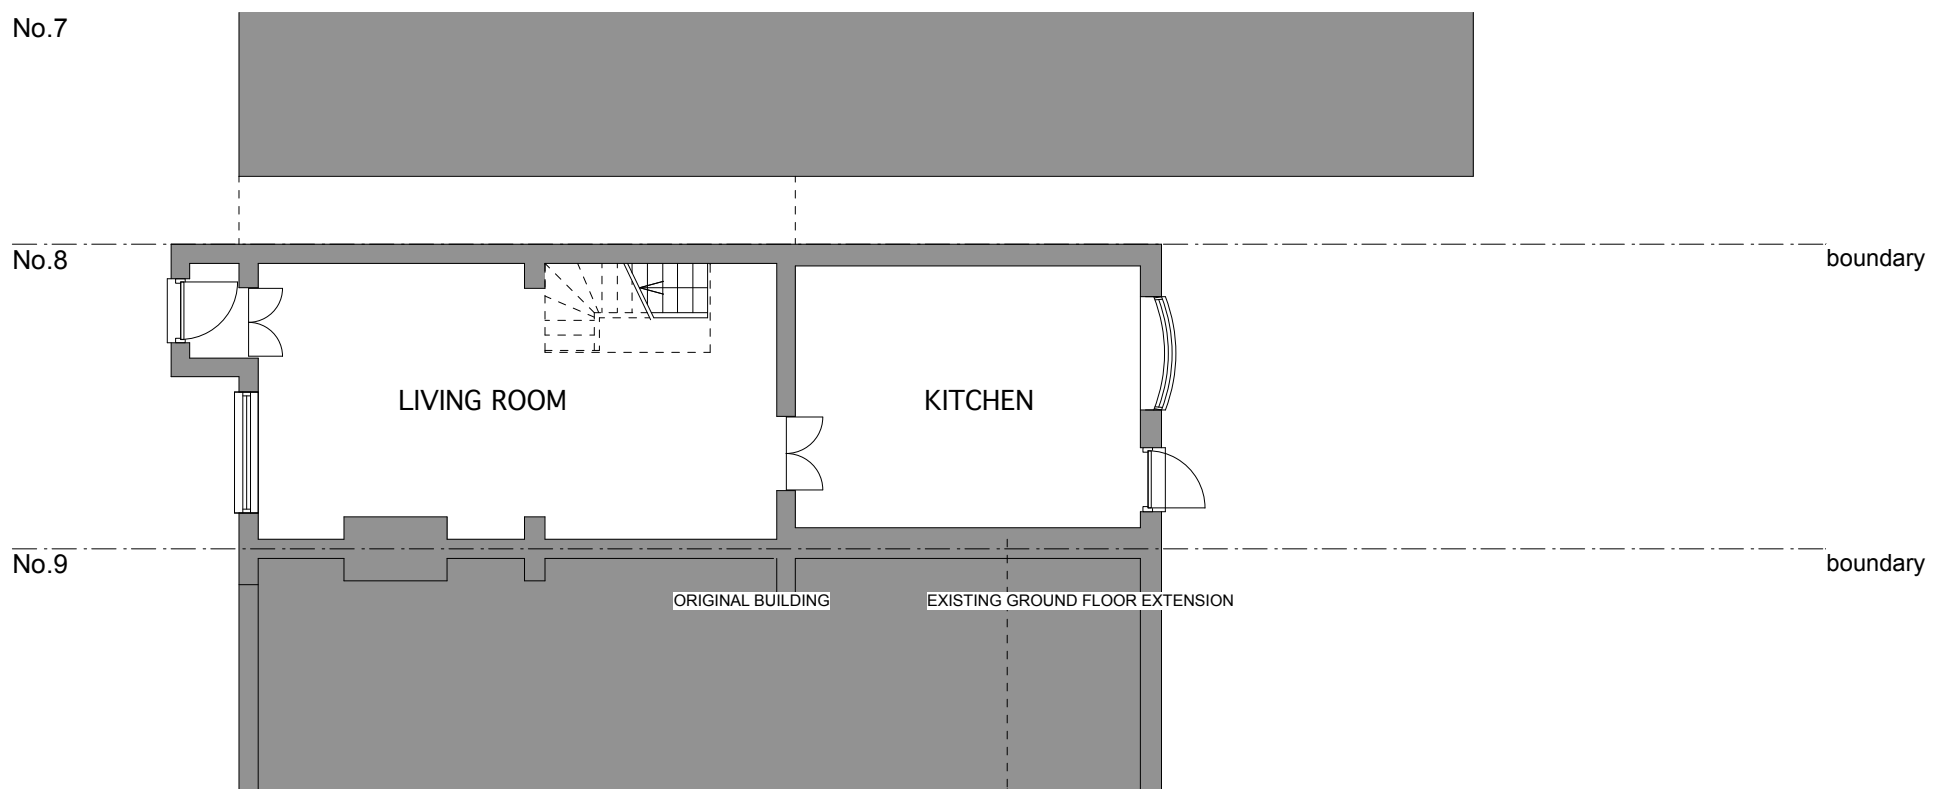 No.7
No.8
boundary
LIVING ROOM
KITCHEN
No.9
boundary
ORIGINAL BUILDING
EXISTING GROUND FLOOR EXTENSION